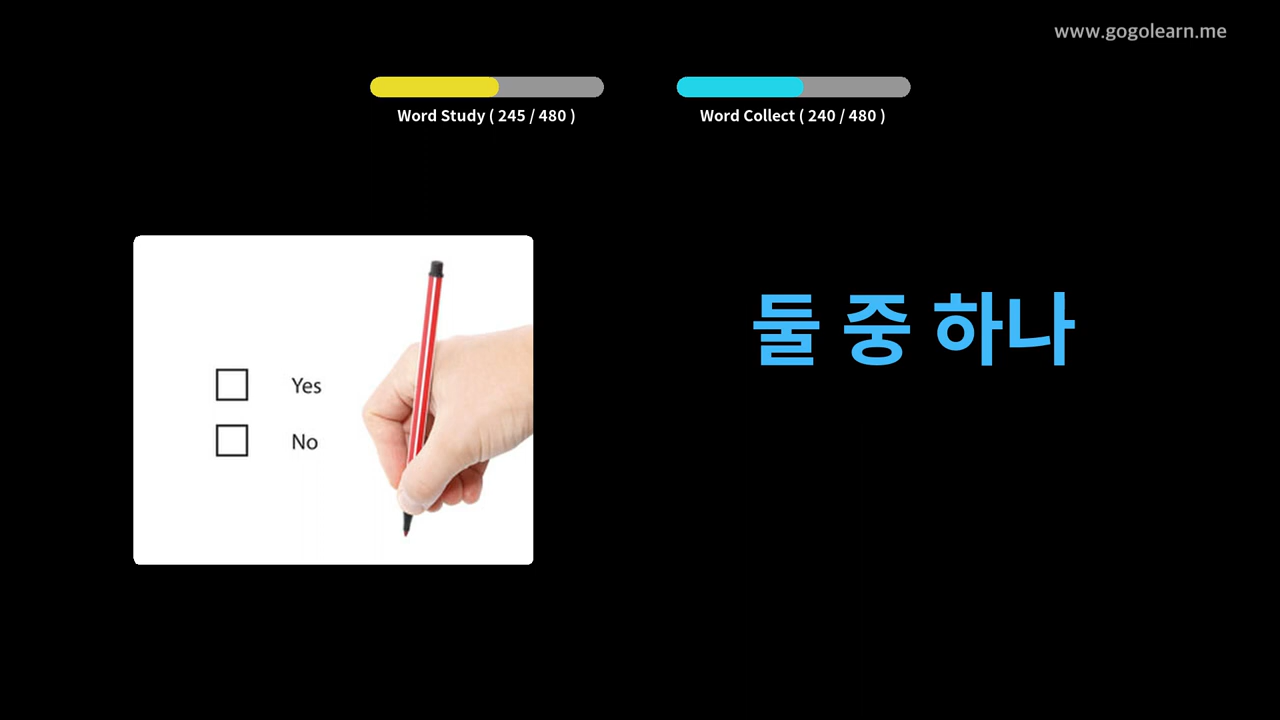 www.gogolearn.me
Word Study ( 245 / 480 )
Word Collect ( 240 / 480 )
둘 중 하나
Yes
No